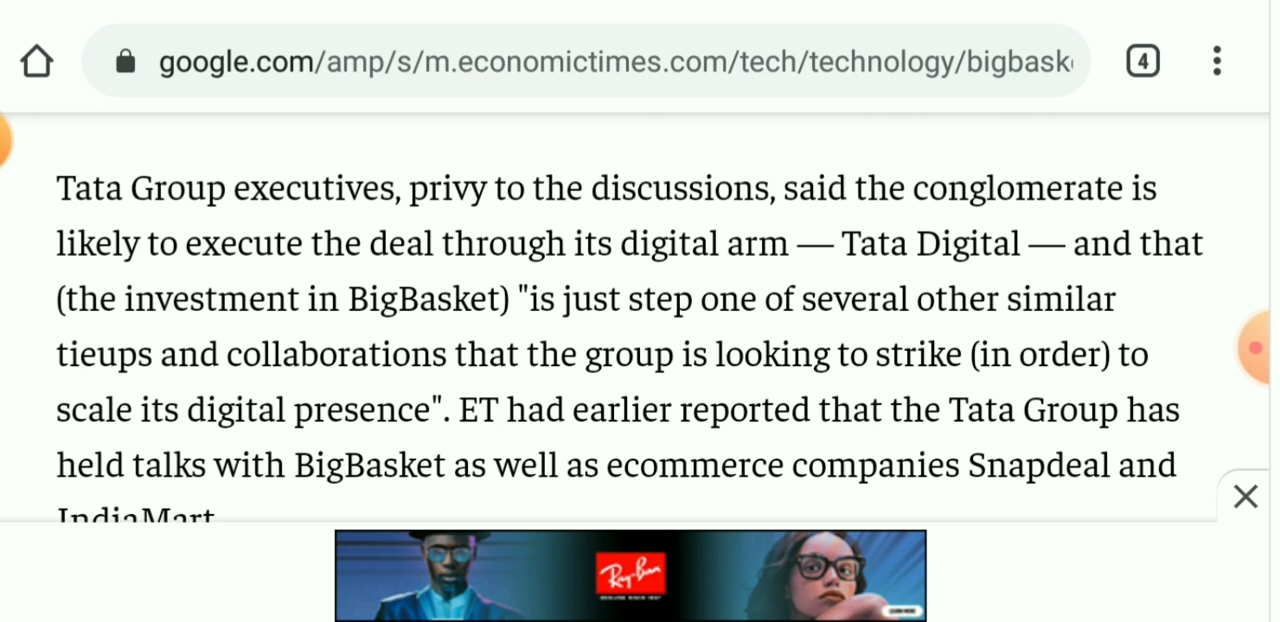 google.com/amp/s/m.economictimes.com/tech/technology/bigbask
4
Tata Group executives, privy to the discussions, said the conglomerate is
likely to execute the deal through its digital arm — Tata Digital — and that
(the investment in BigBasket) "is just step one of several other similar
tieups and collaborations that the group is looking to strike (in order) to
scale its digital presence". ET had earlier reported that the Tata Group has
held talks with BigBasket as well as ecommerce companies Snapdeal and
IndiaMart
Ray-Ban